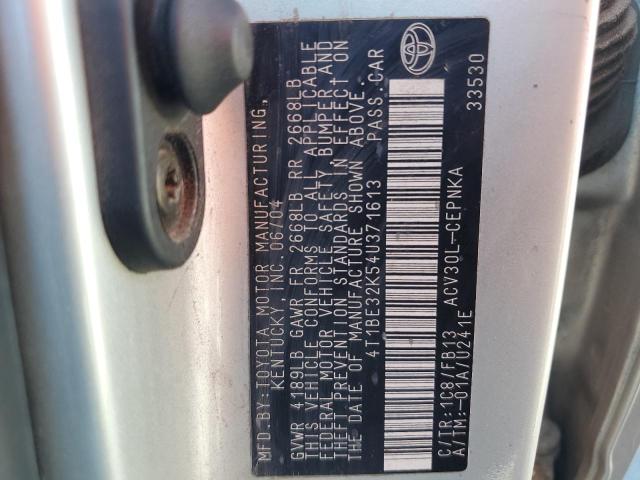 MFD.BY:TOYOTA MOTOR MANUFACTURING,
KENTUCKY, INC. 06/04
GVWR 4189LB GAWR FR 2668LB RR 2668LB
THIS VEHICLE CONFORMS TO ALL APPLICABLE
FEDERAL MOTOR VEHICLE SAFETY, BUMPER, AND
THEFT PREVENTION STANDARDS IN EFFECT ON
THE DATE OF MANUFACTURE SHOWN ABOVE.
4T1BE32K54U371613 PASS.CAR
C/TR:1C8/FB13 ACV30L-CEPNKA
A/TM:-01A/U241E 33530